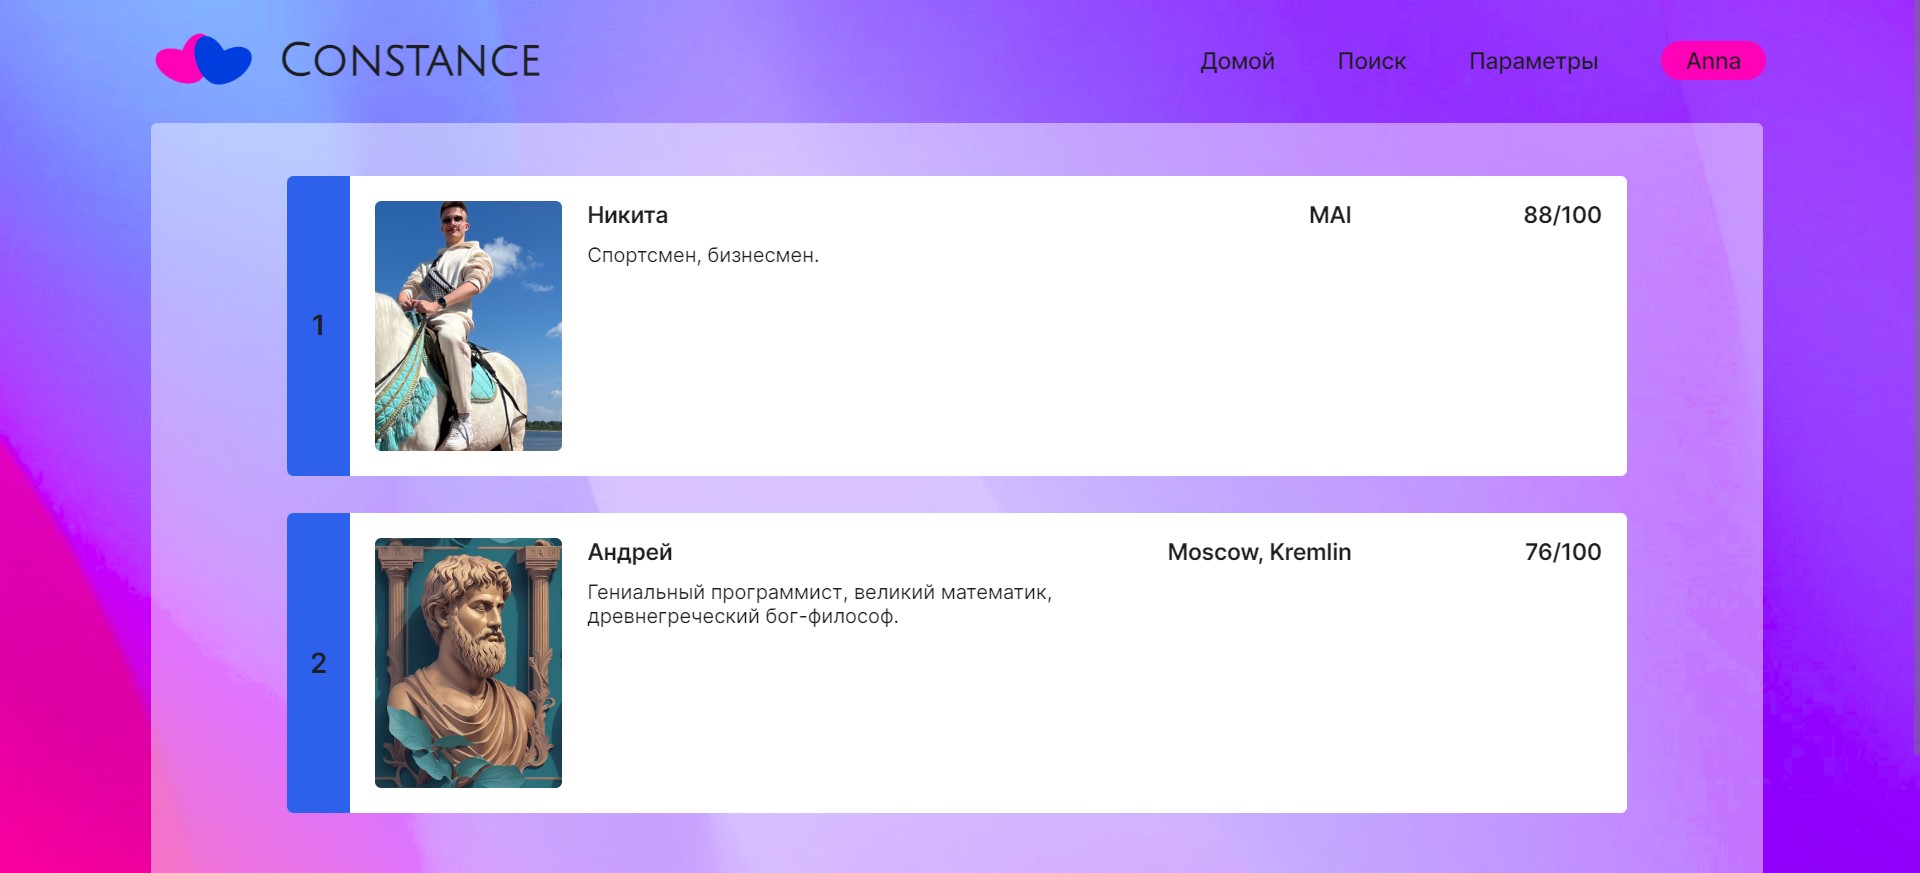 Constance
Домой
Поиск
Параметры
Anna
1
Никита
MAI
88/100
Спортсмен, бизнесмен.
2
Андрей
Moscow, Kremlin
76/100
Гениальный программист, великий математик,
древнегреческий бог-философ.